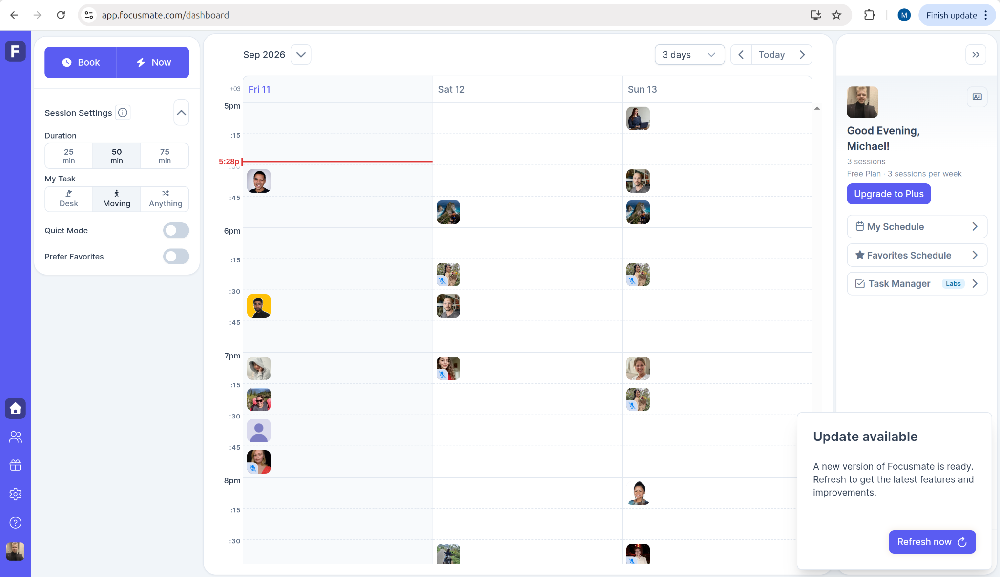 app.focusmate.com/dashboard
M
Finish update
F
Book
Now
Session Settings
Duration
25 min
50 min
75 min
My Task
Desk
Moving
Anything
Quiet Mode
Prefer Favorites
Sep 2026
3 days
Today
+03
Fri 11
Sat 12
Sun 13
5pm
:15
5:28p
:30
:45
6pm
:15
:30
:45
7pm
:15
:30
:45
8pm
:15
:30
Good Evening,
Michael!
3 sessions
Free Plan · 3 sessions per week
Upgrade to Plus
My Schedule
Favorites Schedule
Task Manager Labs
Update available
A new version of Focusmate is ready.
Refresh to get the latest features and
improvements.
Refresh now